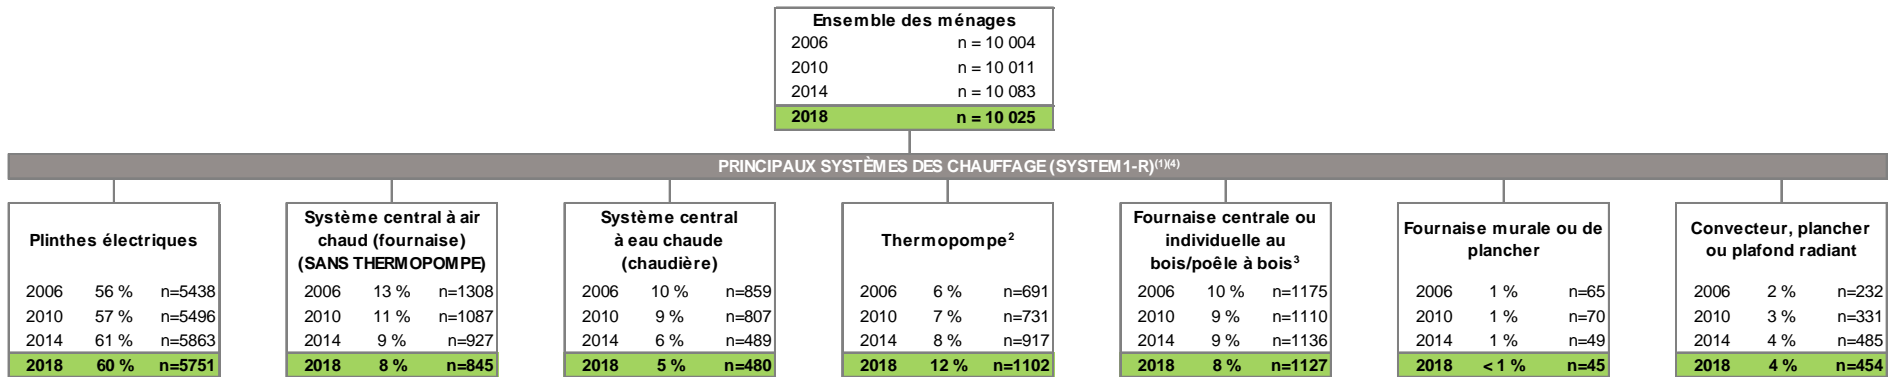 Ensemble des ménages
2006 n = 10 004
2010 n = 10 011
2014 n = 10 083
2018 n = 10 025
PRINCIPAUX SYSTÈMES DES CHAUFFAGE (SYSTEM1-R)(1)(4)
Plinthes électriques
2006 56 % n=5438
2010 57 % n=5496
2014 61 % n=5863
2018 60 % n=5751
Système central à air
chaud (fournaise)
(SANS THERMOPOMPE)
2006 13 % n=1308
2010 11 % n=1087
2014 9 % n=927
2018 8 % n=845
Système central
à eau chaude
(chaudière)
2006 10 % n=859
2010 9 % n=807
2014 6 % n=489
2018 5 % n=480
Thermopompe2
2006 6 % n=691
2010 7 % n=731
2014 8 % n=917
2018 12 % n=1102
Fournaise centrale ou
individuelle au
bois/poêle à bois3
2006 10 % n=1175
2010 9 % n=1110
2014 9 % n=1136
2018 8 % n=1127
Fournaise murale ou de
plancher
2006 1 % n=65
2010 1 % n=70
2014 1 % n=49
2018 < 1 % n=45
Convecteur, plancher
ou plafond radiant
2006 2 % n=232
2010 3 % n=331
2014 4 % n=485
2018 4 % n=454